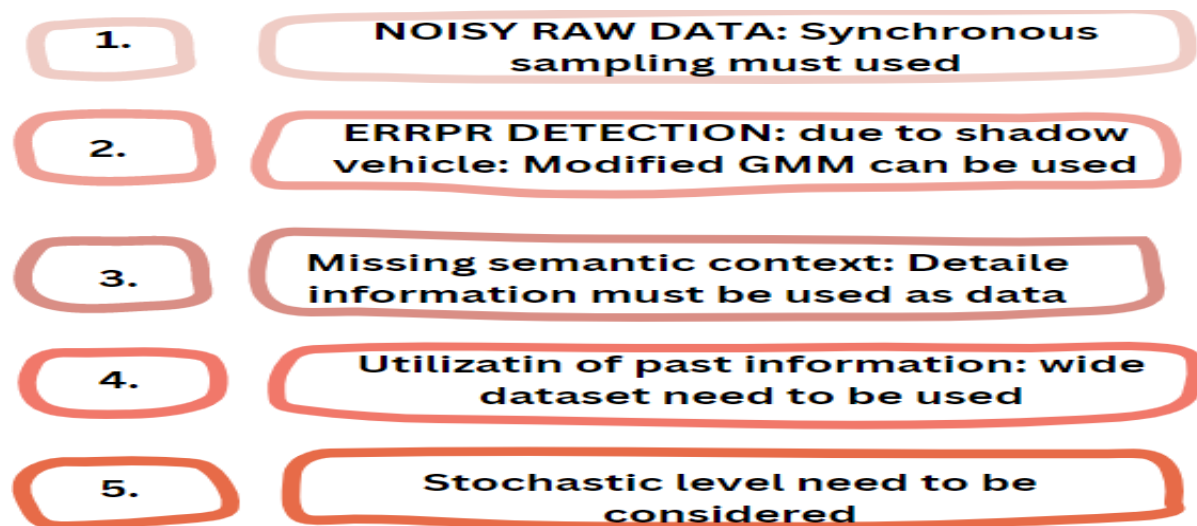 1.
NOISY RAW DATA: Synchronous
sampling must used
2.
ERRPR DETECTION: due to shadow
vehicle: Modified GMM can be used
3.
Missing semantic context: Detaile
information must be used as data
4.
Utilizatin of past information: wide
dataset need to be used
5.
Stochastic level need to be
considered